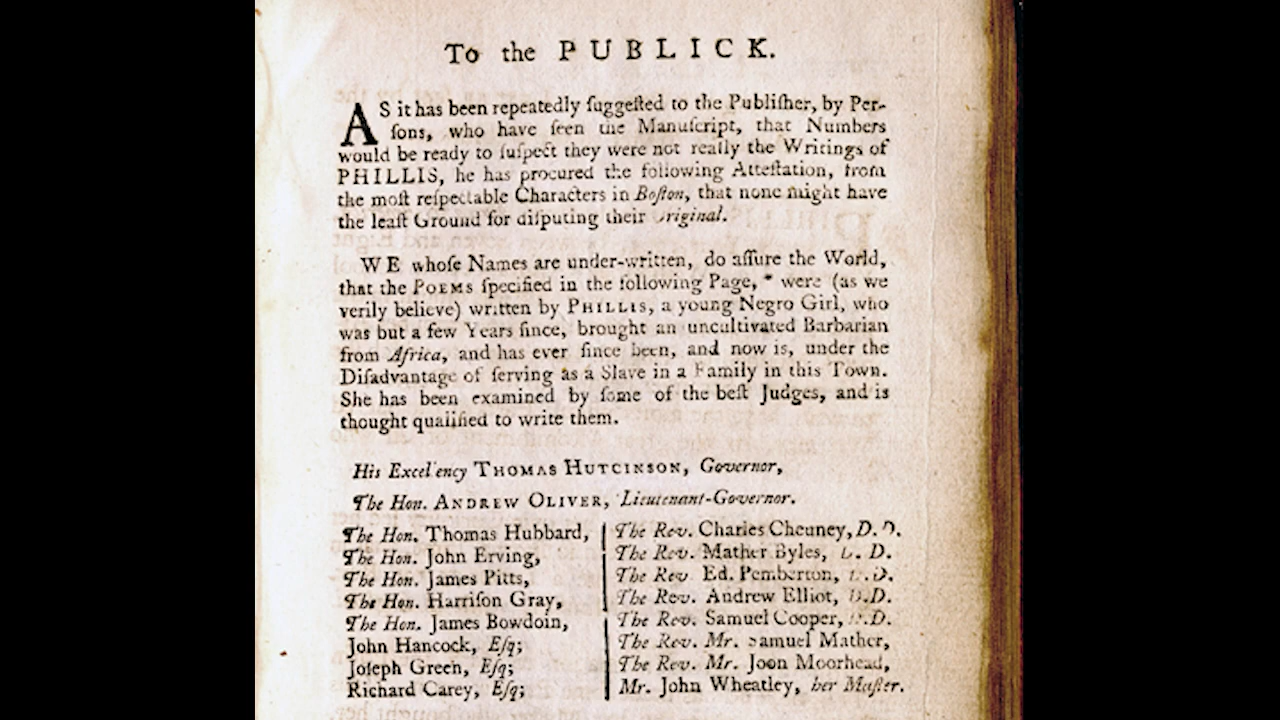 To the PUBLICK.
AS it has been repeatedly ſuggeſted to the Publiſher, by Per-
ſons, who have ſeen the Manuſcript, that Numbers
would be ready to ſuſpect they were not really the Writings of
PHILLIS, he has procured the following Atteſtation, from
the moſt reſpectable Characters in Boſton, that none might have
the leaſt Ground for diſputing their Original.
WE whoſe Names are under-written, do aſſure the World,
that the POEMS ſpecified in the following Page, * were (as we
verily believe) written by PHILLIS, a young Negro Girl, who
was but a few Years ſince, brought an uncultivated Barbarian
from Africa, and has ever ſince been, and now is, under the
Diſadvantage of ſerving as a Slave in a Family in this Town.
She has been examined by ſome of the beſt Judges, and is
thought qualified to write them.
His Excellency THOMAS HUTCINSON, Governor,
The Hon. ANDREW OLIVER, Lieutenant-Governor.
The Hon. Thomas Hubbard,
The Hon. John Erving,
The Hon. James Pitts,
The Hon. Harriſon Gray,
The Hon. James Bowdoin,
John Hancock, Eſq;
Joſeph Green, Eſq;
Richard Carey, Eſq;
The Rev. Charles Cheuney, D. D.
The Rev. Mather Byles, D. D.
The Rev. Ed. Pemberton, D. D.
The Rev. Andrew Elliot, D.D.
The Rev. Samuel Cooper, D.D.
The Rev. Mr. Samuel Mather,
The Rev. Mr. Joon Moorhead,
Mr. John Wheatley, her Maſter.